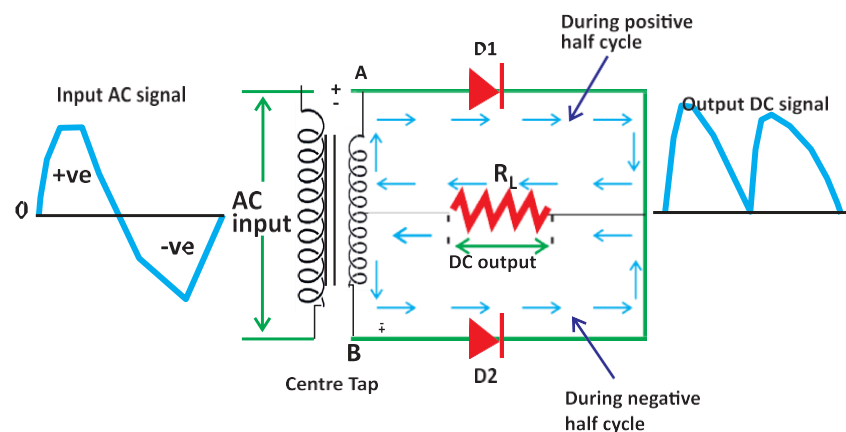 During positive
half cycle
D1
A
+
-
Input AC signal
Output DC signal
+ve
R_L
0
AC
input
-ve
DC output
-
+
B
D2
Centre Tap
During negative
half cycle